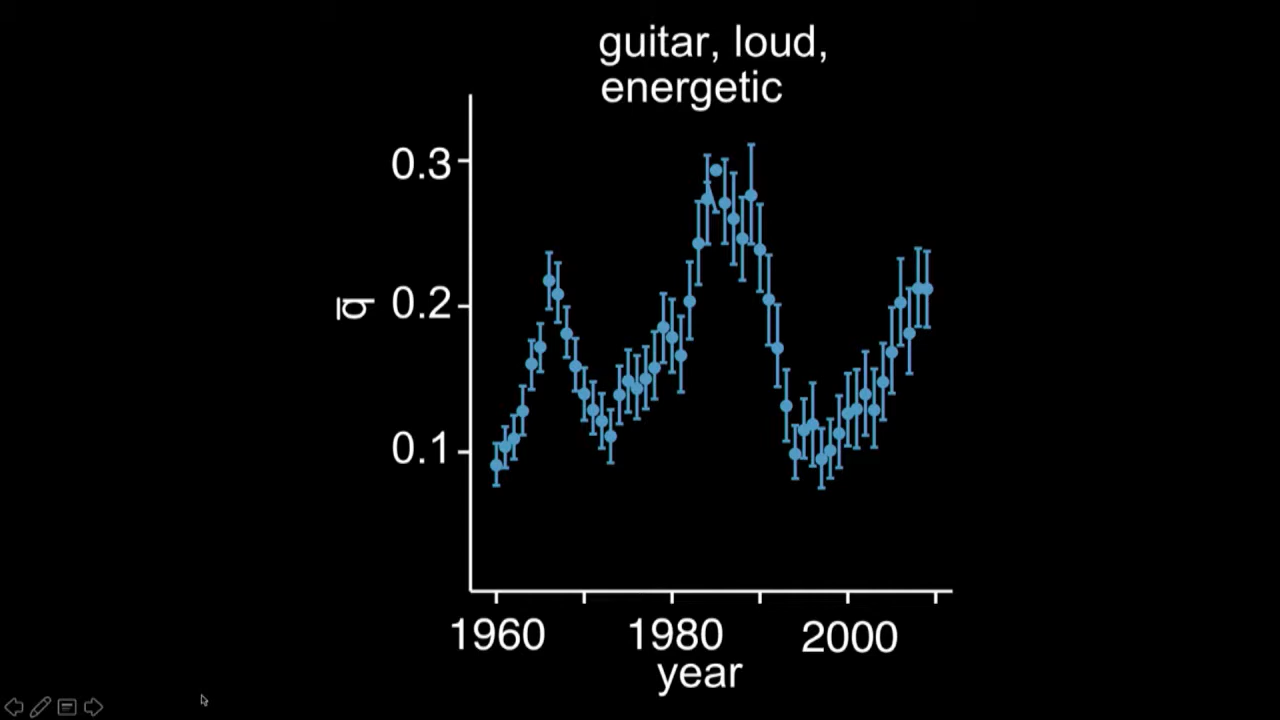 guitar, loud,
energetic
0.3
0.2
0.1
q̅
1960 1980 2000
year